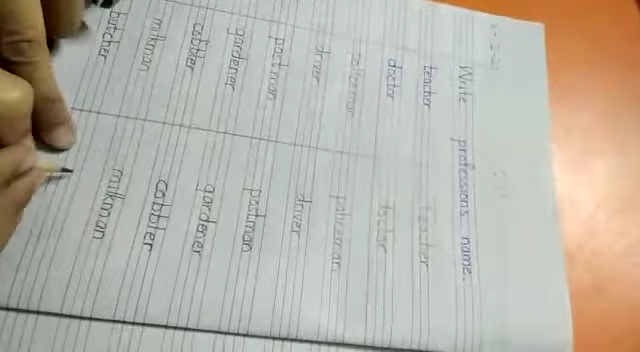 Write professions name.
teacher teacher
doctor doctor
policeman policeman
driver driver
postman postman
gardener gardener
cobbler cobbler
milkman milkman
butcher